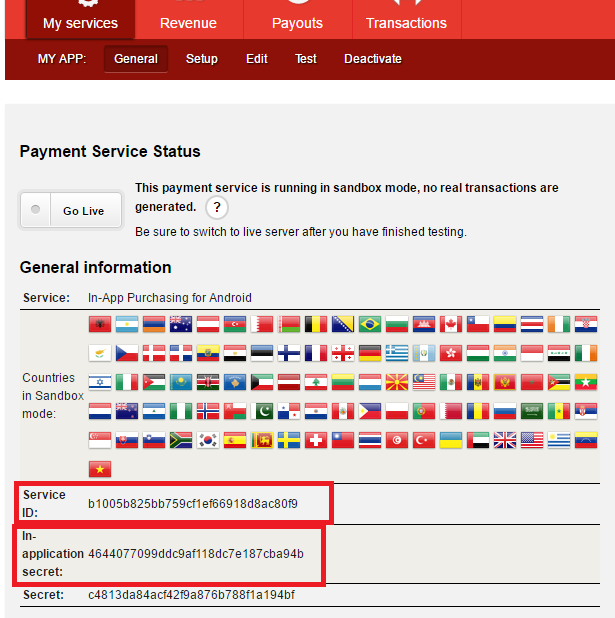 My services Revenue Payouts Transactions
MY APP: General Setup Edit Test Deactivate
Payment Service Status
Go Live
This payment service is running in sandbox mode, no real transactions are
generated. ?
Be sure to switch to live server after you have finished testing.
General information
Service: In-App Purchasing for Android
Countries
in Sandbox
mode:
Service
ID: b1005b825bb759cf1ef66918d8ac80f9
In-
application 4644077099ddc9af118dc7e187cba94b
secret:
Secret: c4813da84acf42f9a876b788f1a194bf